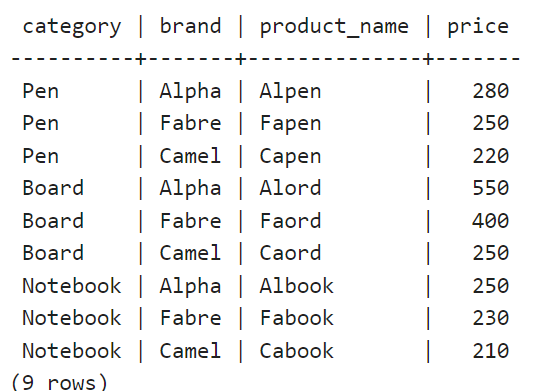 category | brand | product_name | price
----------+-------+--------------+-------
 Pen      | Alpha | Alpen        |   280
 Pen      | Fabre | Fapen        |   250
 Pen      | Camel | Capen        |   220
 Board    | Alpha | Alord        |   550
 Board    | Fabre | Faord        |   400
 Board    | Camel | Caord        |   250
 Notebook | Alpha | Albook       |   250
 Notebook | Fabre | Fabook       |   230
 Notebook | Camel | Cabook       |   210
(9 rows)